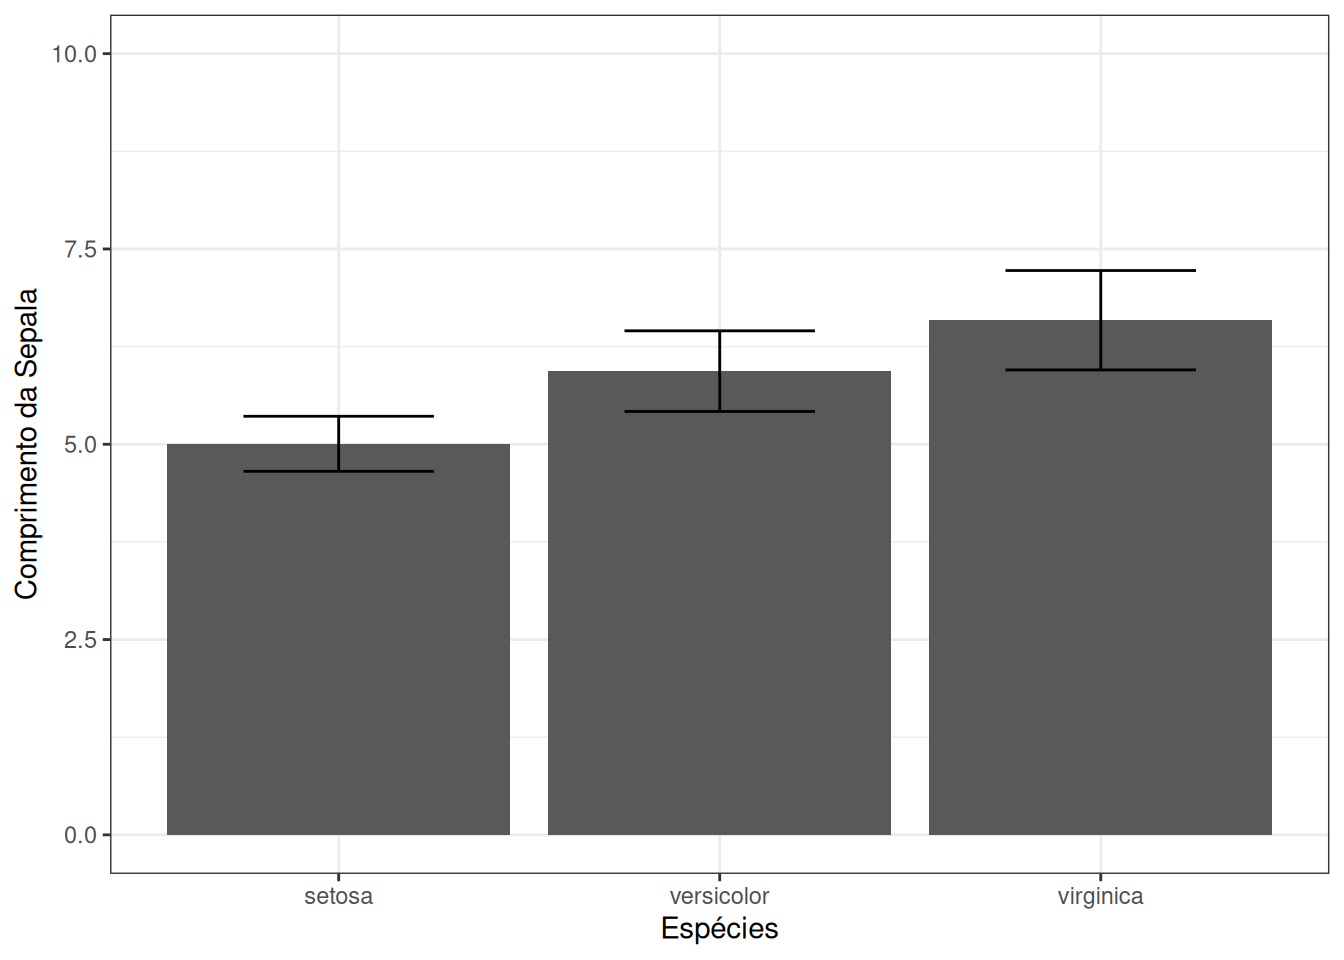 Comprimento da Sepala
10.0
7.5
5.0
2.5
0.0
setosa
versicolor
virginica
Espécies